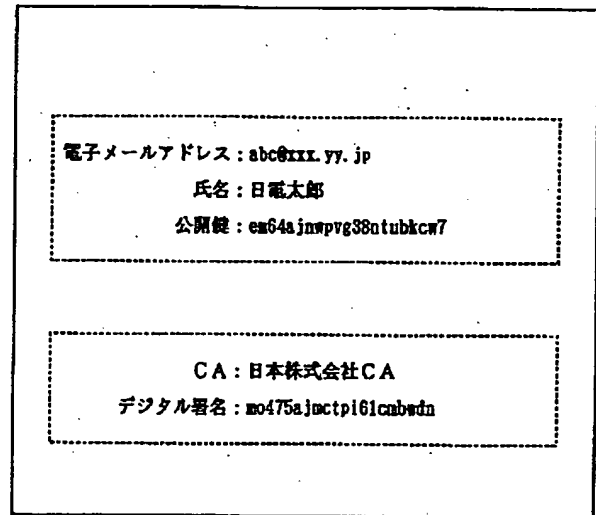 電子メールアドレス：abc@xxx.yy.jp
氏名：日電太郎
公開鍵：em64ajnwpvg38ntubkcw7
CA：日本株式会社CA
デジタル署名：mo475ajmctpi61cmbwdn